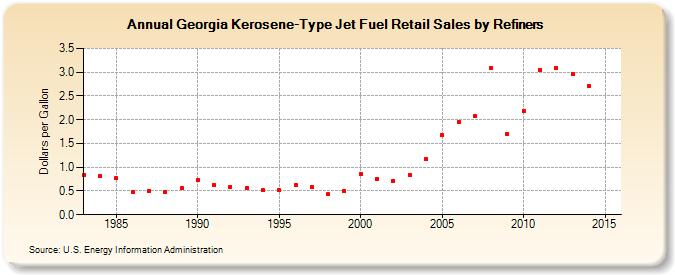 Annual Georgia Kerosene-Type Jet Fuel Retail Sales by Refiners
Dollars per Gallon
3.5
3.0
2.5
2.0
1.5
1.0
0.5
0.0
1985 1990 1995 2000 2005 2010 2015
Source: U.S. Energy Information Administration